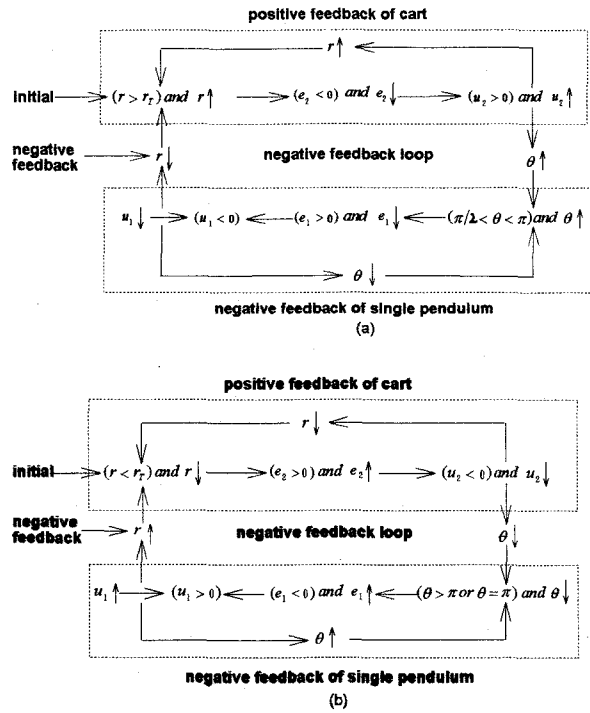 positive feedback of cart
r↑
initial (r > r_T) and r↑ (e_2 < 0) and e_2↓ (u_2 > 0) and u_2↑
negative feedback r↓ negative feedback loop θ↑
u_1↓ (u_1 < 0) (e_1 > 0) and e_1↓ (π/2 < θ < π) and θ↑
θ↓
negative feedback of single pendulum
(a)
positive feedback of cart
r↓
initial (r < r_T) and r↓ (e_2 > 0) and e_2↑ (u_2 < 0) and u_2↓
negative feedback r↑ negative feedback loop θ↓
u_1↑ (u_1 > 0) (e_1 < 0) and e_1↑ (θ > π or θ = π) and θ↓
θ↑
negative feedback of single pendulum
(b)